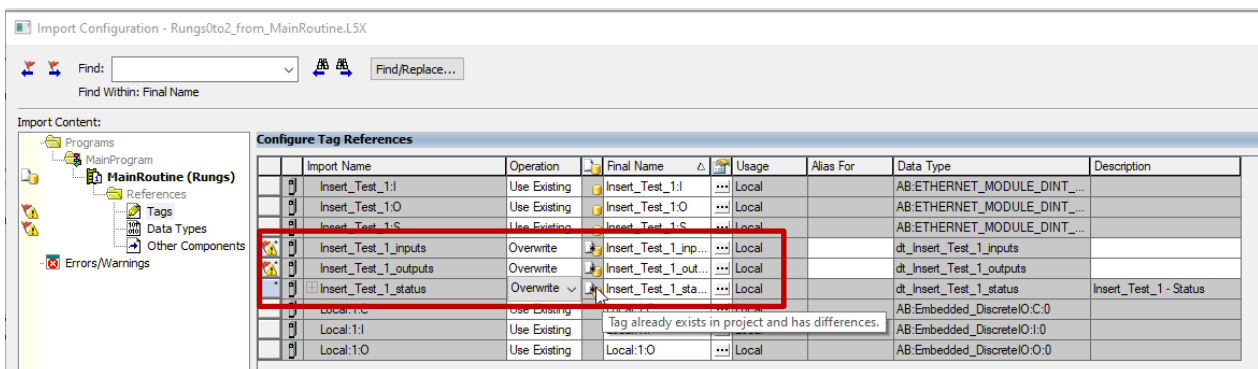 Import Configuration - Rungs0to2_from_MainRoutine.L5X
Find: Find/Replace...
Find Within: Final Name
Import Content:
Programs
MainProgram
MainRoutine (Rungs)
References
Tags
Data Types
Other Components
Errors/Warnings
Configure Tag References
Import Name Operation Final Name Usage Alias For Data Type Description
Insert_Test_1:I Use Existing Insert_Test_1:I ... Local AB:ETHERNET_MODULE_DINT_...
Insert_Test_1:O Use Existing Insert_Test_1:O ... Local AB:ETHERNET_MODULE_DINT_...
Insert_Test_1:S Use Existing Insert_Test_1:S ... Local AB:ETHERNET_MODULE_DINT_...
Insert_Test_1_inputs Overwrite Insert_Test_1_inp... ... Local dt_Insert_Test_1_inputs
Insert_Test_1_outputs Overwrite Insert_Test_1_out... ... Local dt_Insert_Test_1_outputs
Insert_Test_1_status Overwrite Insert_Test_1_sta... ... Local dt_Insert_Test_1_status Insert_Test_1 - Status
Local:1:C Use Existing Local AB:Embedded_DiscreteIO:C:0
Tag already exists in project and has differences.
Local:1:I Use Existing Local AB:Embedded_DiscreteIO:I:0
Local:1:O Use Existing Local:1:O ... Local AB:Embedded_DiscreteIO:O:0